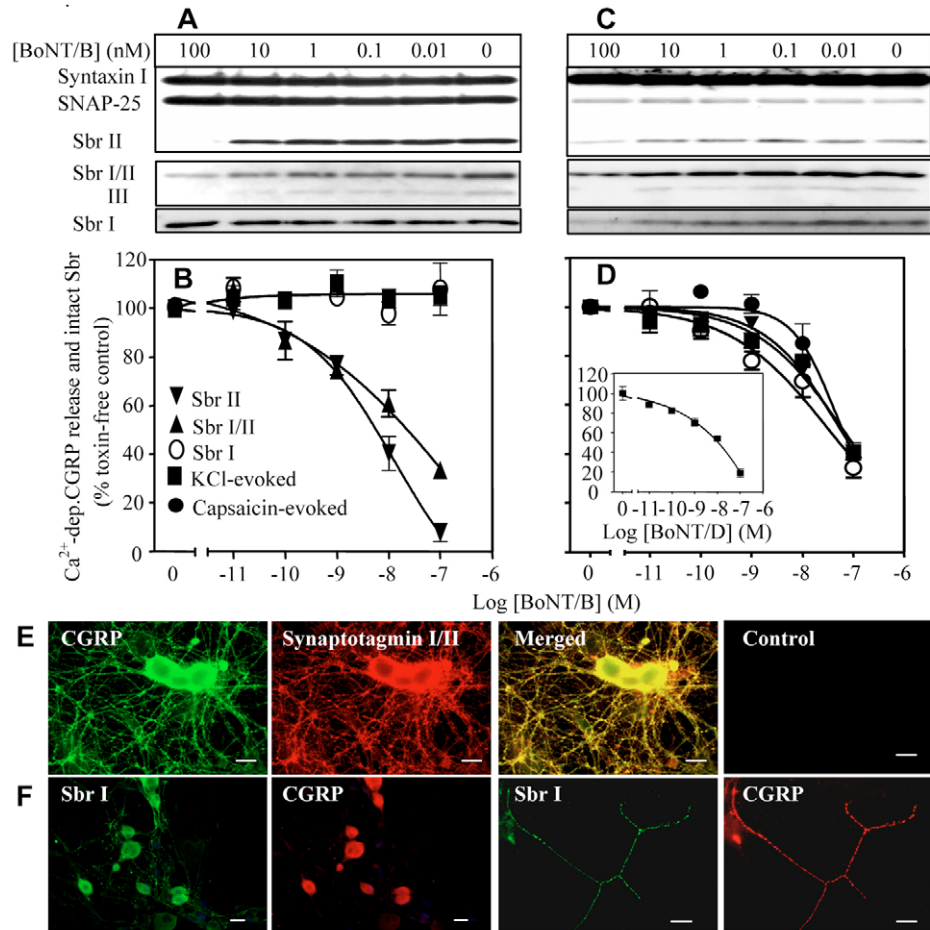 A
C
[BoNT/B] (nM) 100 10 1 0.1 0.01 0
100 10 1 0.1 0.01 0
Syntaxin I
SNAP-25
Sbr II
Sbr I/II
III
Sbr I
B
Ca2+-dep.CGRP release and intact Sbr
(% toxin-free control)
120
100
80
60
40
20
0
Sbr II
Sbr I/II
Sbr I
KCl-evoked
Capsaicin-evoked
0 -11 -10 -9 -8 -7 -6
D
120
100
80
60
40
20
0
0 -11 -10 -9 -8 -7 -6
Log [BoNT/D] (M)
0 -11 -10 -9 -8 -7 -6
Log [BoNT/B] (M)
E
CGRP
Synaptotagmin I/II
Merged
Control
F
Sbr I
CGRP
Sbr I
CGRP